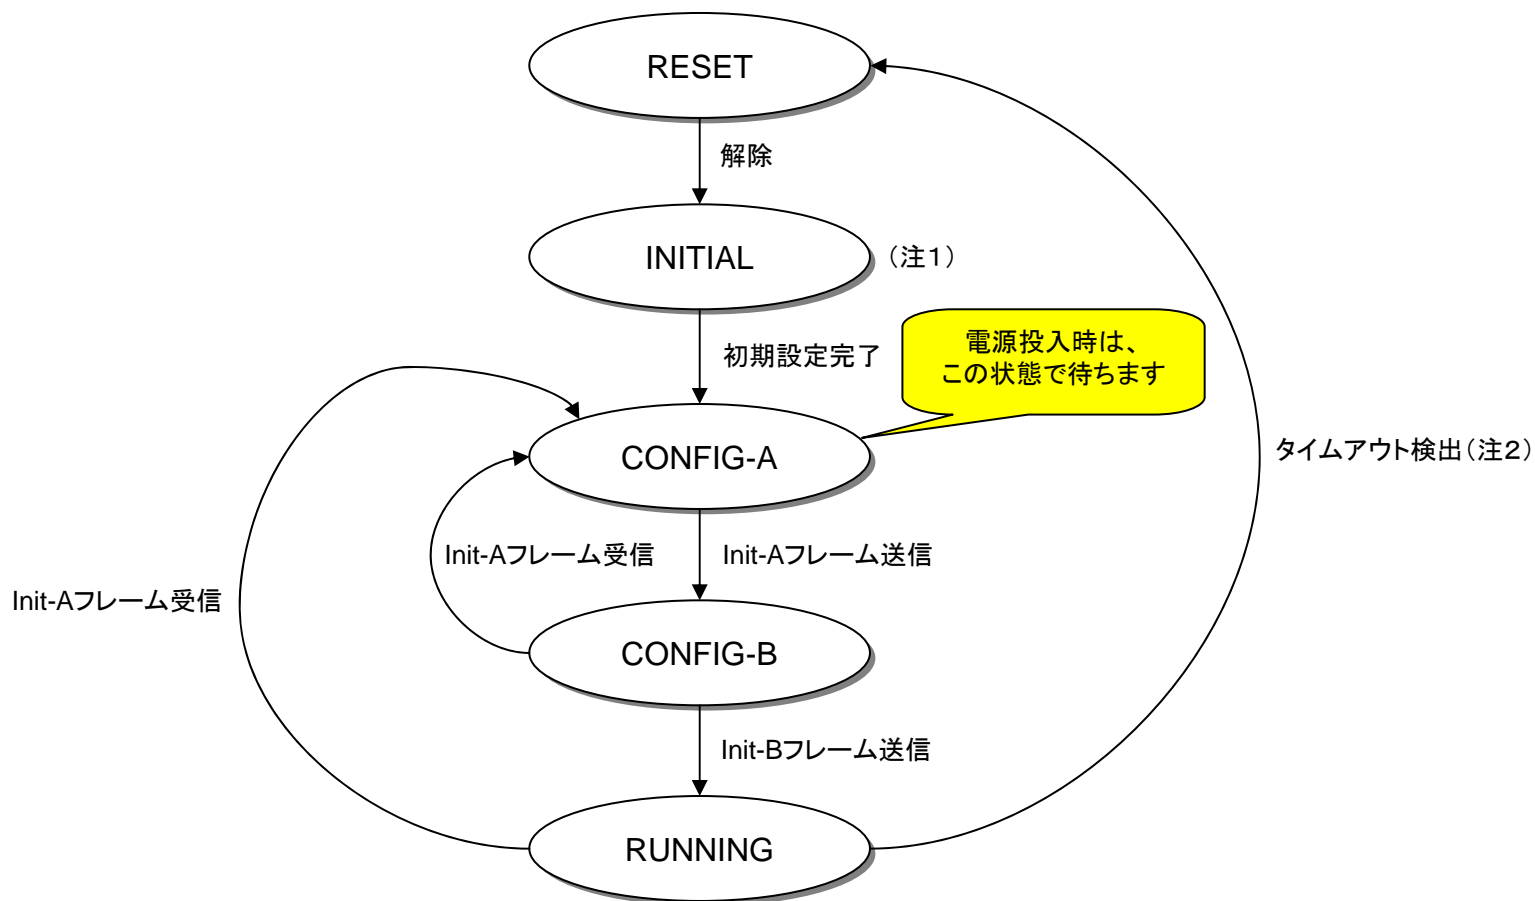 RESET
解除
INITIAL
（注１）
初期設定完了
電源投入時は、
この状態で待ちます
CONFIG-A
タイムアウト検出（注２）
Init-Aフレーム受信
Init-Aフレーム送信
Init-Aフレーム受信
CONFIG-B
Init-Bフレーム送信
RUNNING